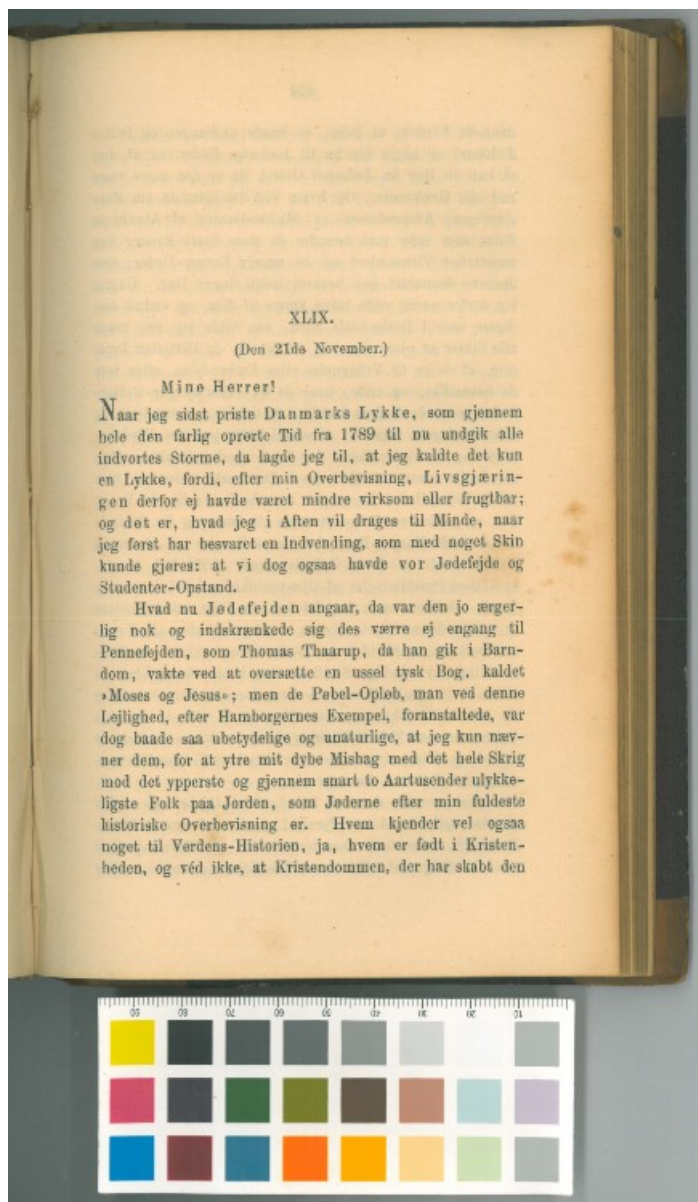 XLIX.
(Den 21de November.)
Mine Herrer!
Naar jeg sidst priste Danmarks Lykke, som gjennem
hele den farlig oprørte Tid fra 1789 til nu undgik alle
indvortes Storme, da lagde jeg til, at jeg kaldte det kun
en Lykke, fordi, efter min Overbevisning, Livsgjærin-
gen derfor ej havde været mindre virksom eller frugtbar;
og det er, hvad jeg i Aften vil drages til Minde, naar
jeg først har besvaret en Indvending, som med noget Skin
kunde gjøres: at vi dog ogsaa havde vor Jødefejde og
Studenter-Opstand.
Hvad nu Jødefejden angaar, da var den jo ærger-
lig nok og indskrænkede sig des værre ej engang til
Pennefejden, som Thomas Thaarup, da han gik i Barn-
dom, vakte ved at oversætte en ussel tysk Bog, kaldet
»Moses og Jesus«; men de Pøbel-Opløb, man ved denne
Lejlighed, efter Hamborgernes Exempel, foranstaltede, var
dog baade saa ubetydelige og unaturlige, at jeg kun næv-
ner dem, for at ytre mit dybe Mishag med det hele Skrig
mod det ypperste og gjennem snart to Aartusender ulykke-
ligste Folk paa Jorden, som Jøderne efter min fuldeste
historiske Overbevisning er. Hvem kjender vel ogsaa
noget til Verdens-Historien, ja, hvem er født i Kristen-
heden, og véd ikke, at Kristendommen, der har skabt den
90 80 70 60 50 40 30 20 10